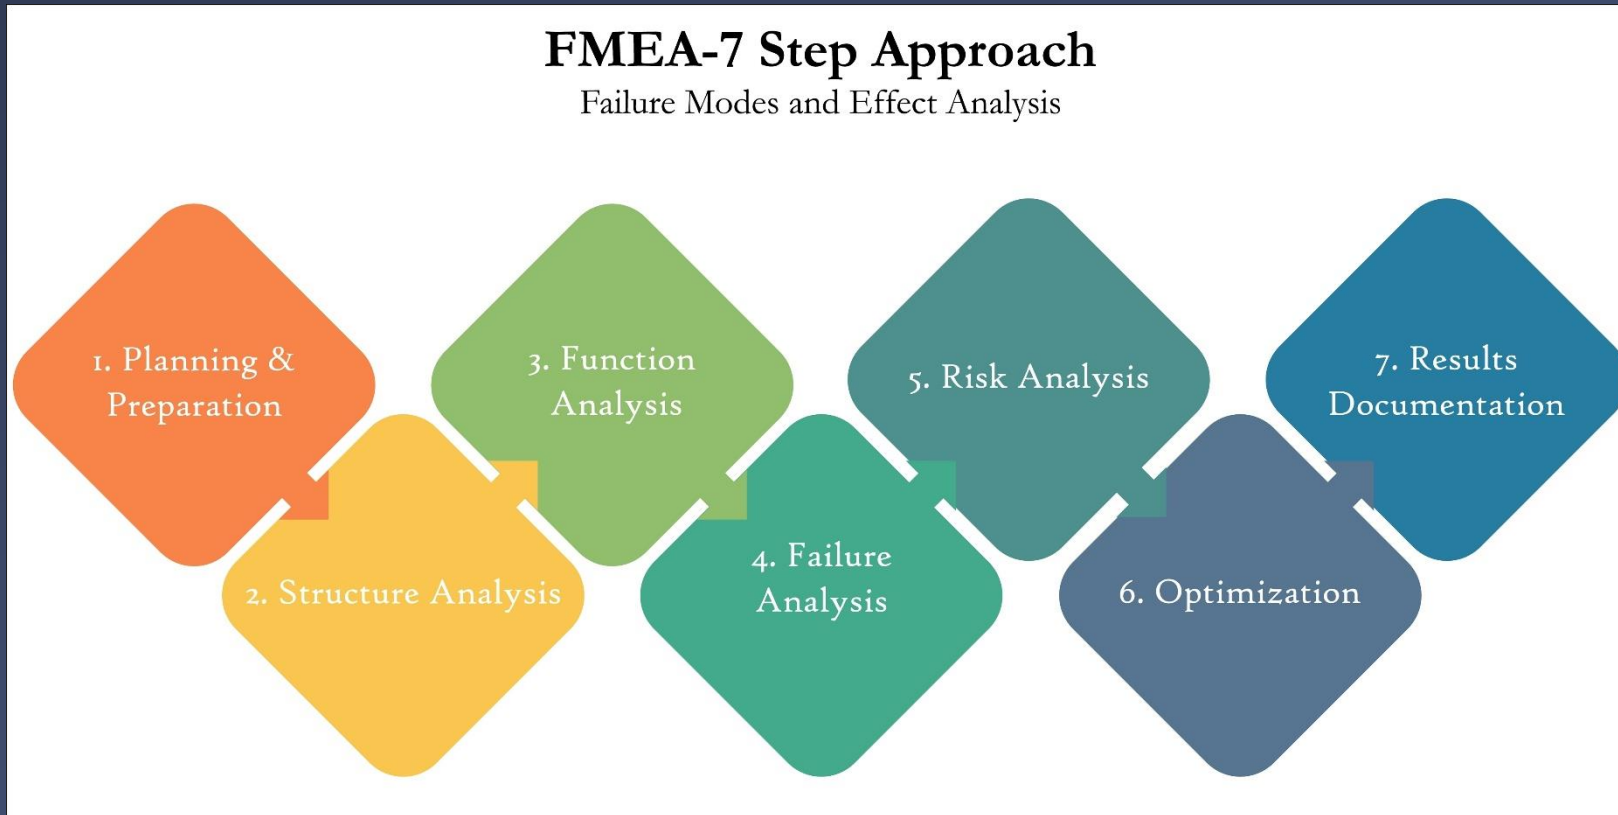 FMEA-7 Step Approach
Failure Modes and Effect Analysis
1. Planning &
Preparation
2. Structure Analysis
3. Function
Analysis
4. Failure
Analysis
5. Risk Analysis
6. Optimization
7. Results
Documentation